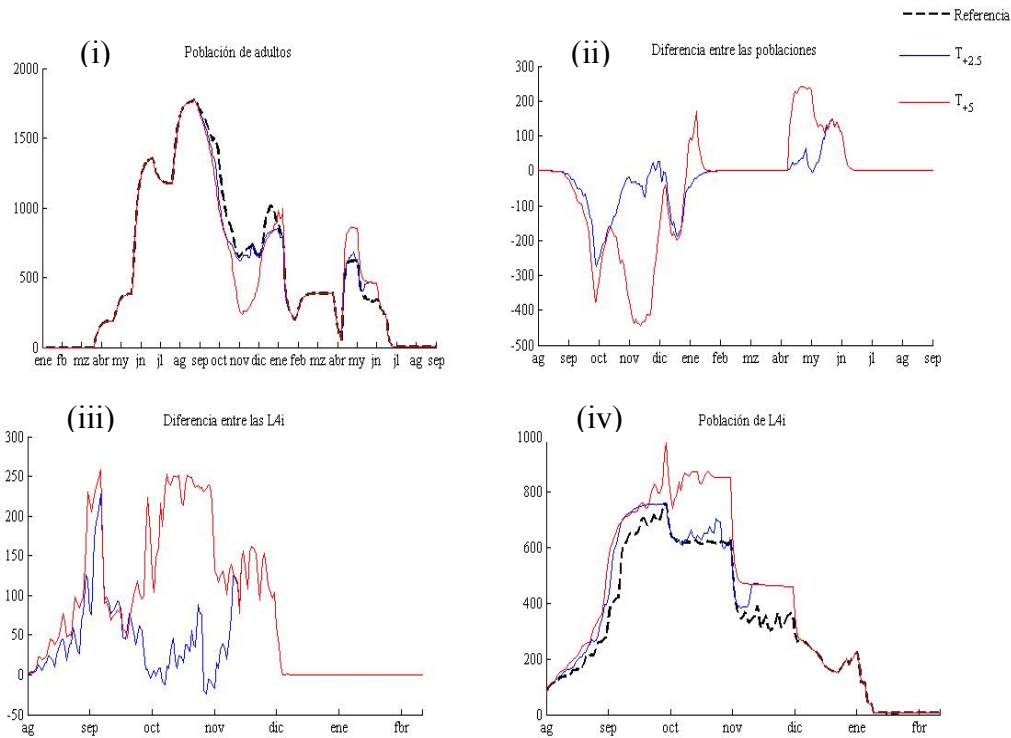 Referencia
T+2.5
T+5
(i)
Población de adultos
2000
1500
1000
500
0
ene fb mz abr my jn jl ag sep oct nov dic ene feb mz abr my jn jl ag sep
(ii)
Diferencia entre las poblaciones
300
200
100
0
-100
-200
-300
-400
-500
ag sep oct nov dic ene feb mz abr my jn jl ag sep
(iii)
Diferencia entre las L4i
300
250
200
150
100
50
0
-50
ag sep oct nov dic ene fbr
(iv)
Población de L4i
1000
800
600
400
200
0
ag sep oct nov dic ene fbr